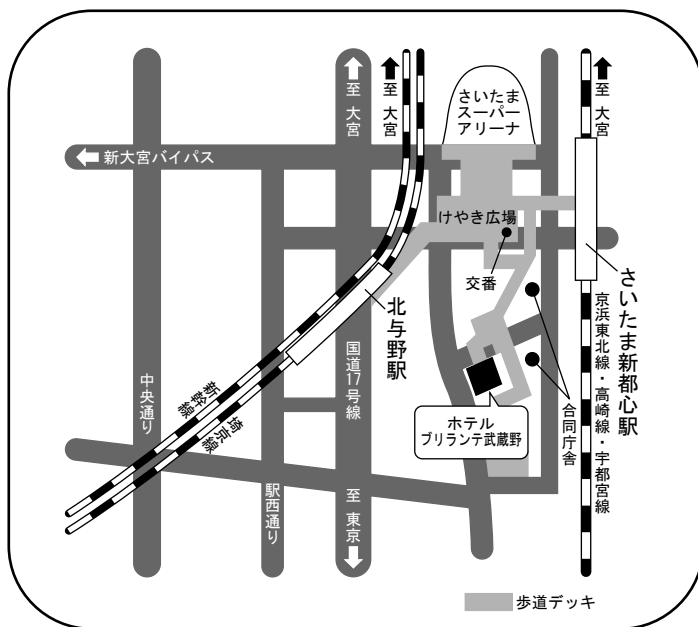 至 大宮
至 大宮
さいたま
スーパー
アリーナ
至 大宮
新大宮バイパス
けやき広場
交番
北与野駅
さいたま新都心駅
京浜東北線・高崎線・宇都宮線
国道17号線
中央通り
新幹線
埼京線
合同庁舎
ホテル
ブリランテ武蔵野
駅西通り
至 東京
歩道デッキ